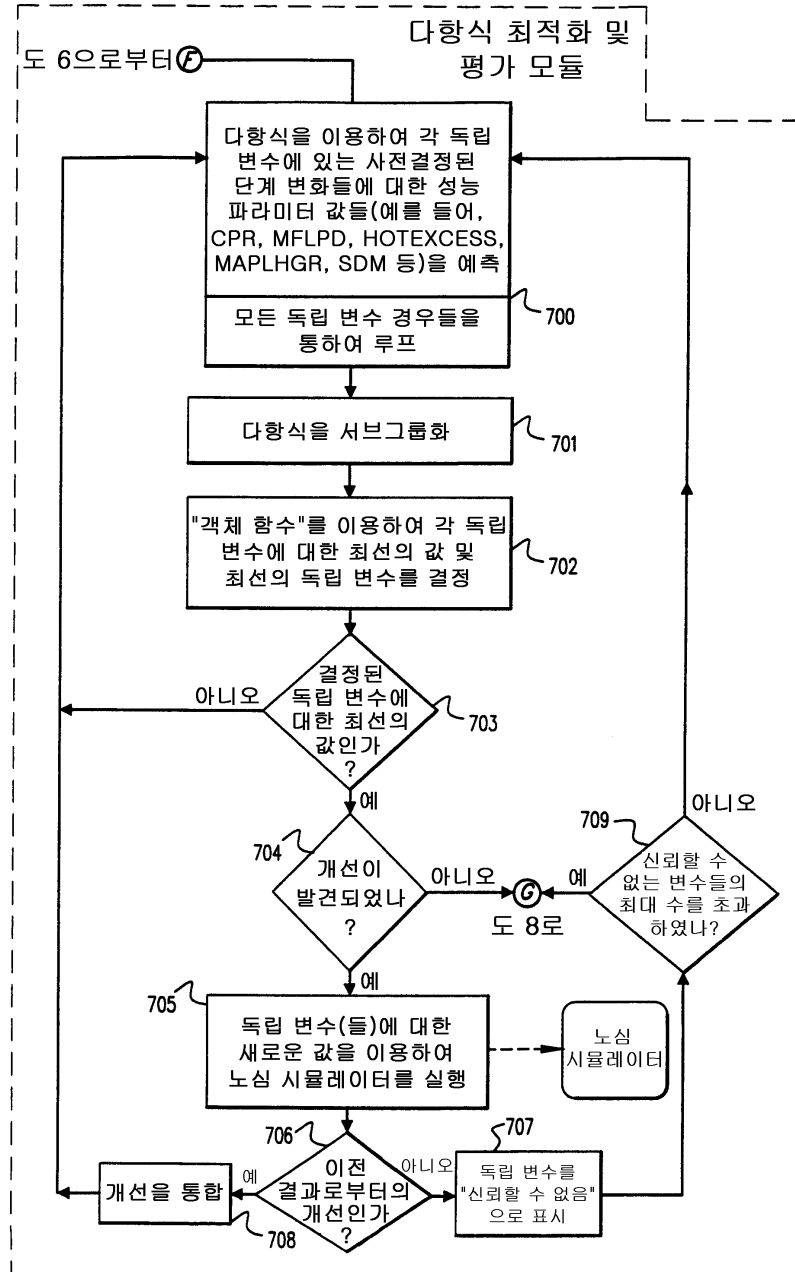 다항식 최적화 및
평가 모듈
도 6으로부터 F
다항식을 이용하여 각 독립
변수에 있는 사전결정된
단계 변화들에 대한 성능
파라미터 값들(예를 들어,
CPR, MFLPD, HOTEXCESS,
MAPLHGR, SDM 등)을 예측
700
모든 독립 변수 경우들을
통하여 루프
다항식을 서브그룹화
701
"객체 함수"를 이용하여 각 독립
변수에 대한 최선의 값 및
최선의 독립 변수를 결정
702
결정된
독립 변수에
대한 최선의
값인가
?
아니오
703
예
704
개선이
발견되었나
?
아니오
G
도 8로
예
709
신뢰할 수
없는 변수들의
최대 수를 초과
하였나?
아니오
예
705
독립 변수(들)에 대한
새로운 값을 이용하여
노심 시뮬레이터를 실행
노심
시뮬레이터
706
이전
결과로부터의
개선인가
?
아니오
707
독립 변수를
"신뢰할 수 없음"
으로 표시
예
개선을 통합
708